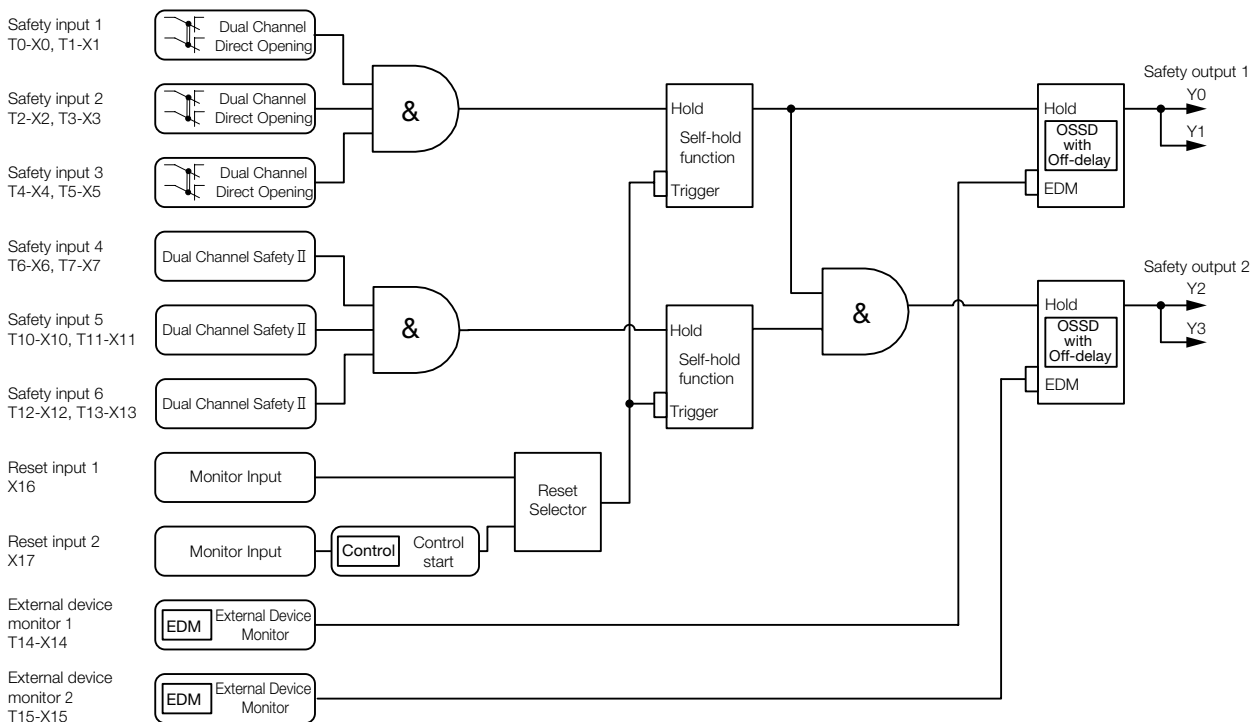 Safety input 1
T0-X0, T1-X1
Dual Channel
Direct Opening
Safety input 2
T2-X2, T3-X3
Dual Channel
Direct Opening
Safety input 3
T4-X4, T5-X5
Dual Channel
Direct Opening
&
Hold
Self-hold
function
Trigger
Hold
OSSD
with
Off-delay
EDM
Safety output 1
Y0
Y1
Safety input 4
T6-X6, T7-X7
Dual Channel Safety II
Safety input 5
T10-X10, T11-X11
Dual Channel Safety II
Safety input 6
T12-X12, T13-X13
Dual Channel Safety II
&
Hold
Self-hold
function
Trigger
&
Hold
OSSD
with
Off-delay
EDM
Safety output 2
Y2
Y3
Reset input 1
X16
Monitor Input
Reset
Selector
Reset input 2
X17
Monitor Input
Control
Control
start
External device
monitor 1
T14-X14
EDM
External Device
Monitor
External device
monitor 2
T15-X15
EDM
External Device
Monitor